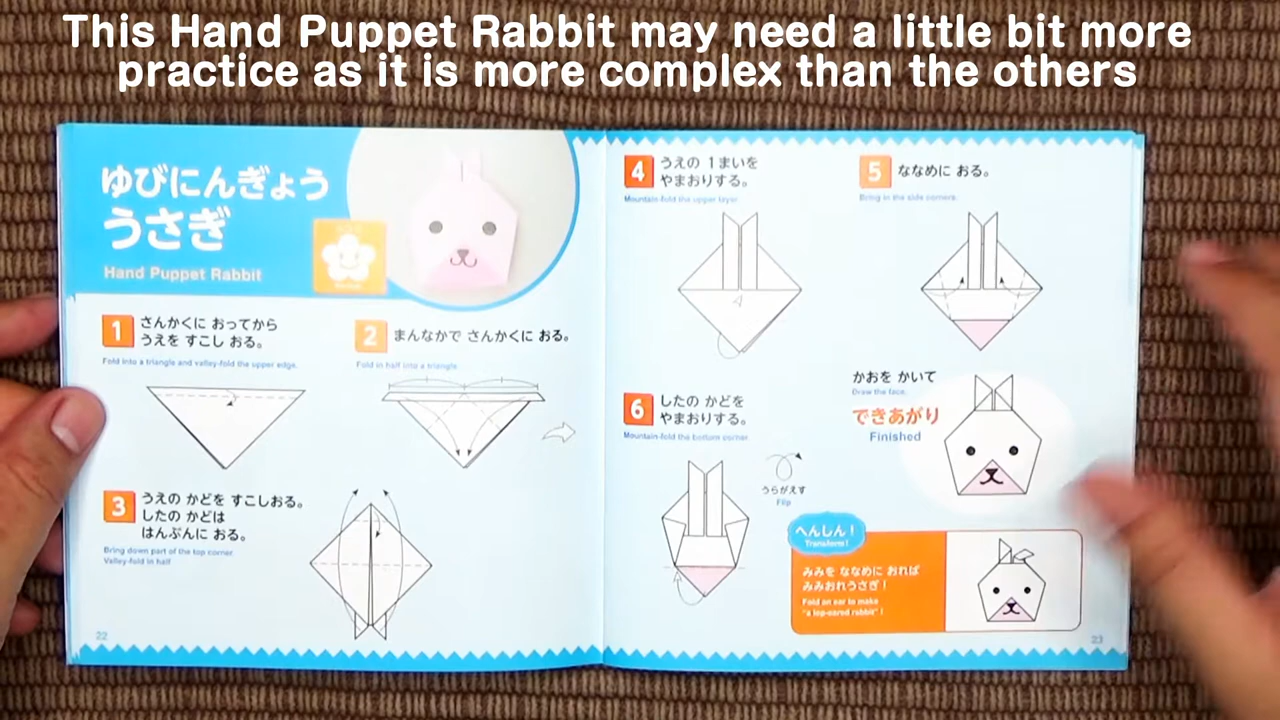 This Hand Puppet Rabbit may need a little bit more
practice as it is more complex than the others
ゆびにんぎょう
うさぎ
Hand Puppet Rabbit
1 さんかくに おってから
うえを すこし おる。
Fold into a triangle and valley-fold the upper edge.
2 まんなかで さんかくに おる。
Fold in half into a triangle.
3 うえの かどを すこしおる。
したの かどは
はんぶんに おる。
Bring down part of the top corner.
Valley-fold in half
22
4 うえの 1まいを
やまおりする。
Mountain-fold the upper layer.
5 ななめに おる。
Bring in the side corners.
6 したの かどを
やまおりする。
Mountain-fold the bottom corner.
うらがえす
Flip
かおを かいて
Draw the face.
できあがり
Finished
へんしん!
Transform!
みみを ななめに おれば
みみおれうさぎ!
Fold an ear to make
"a lop-eared rabbit"!
23